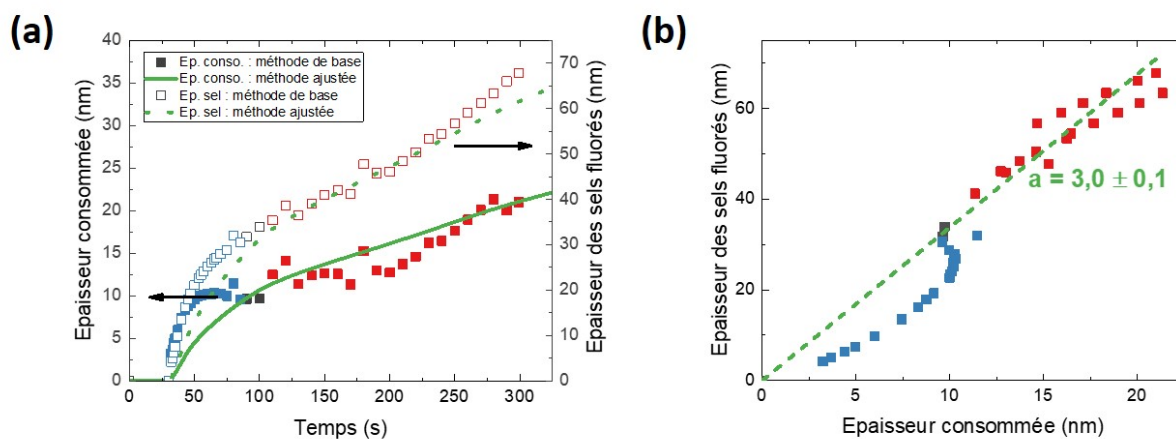 (a)
Epaisseur consommée (nm)
40
35
30
25
20
15
10
5
0
Ep. conso. : méthode de base
Ep. conso. : méthode ajustée
Ep. sel : méthode de base
Ep. sel : méthode ajustée
0 50 100 150 200 250 300
Temps (s)
70
60
50
40
30
20
10
0
Epaisseur des sels fluorés (nm)
(b)
Epaisseur des sels fluorés (nm)
60
40
20
0
a = 3,0 ± 0,1
0 5 10 15 20
Epaisseur consommée (nm)